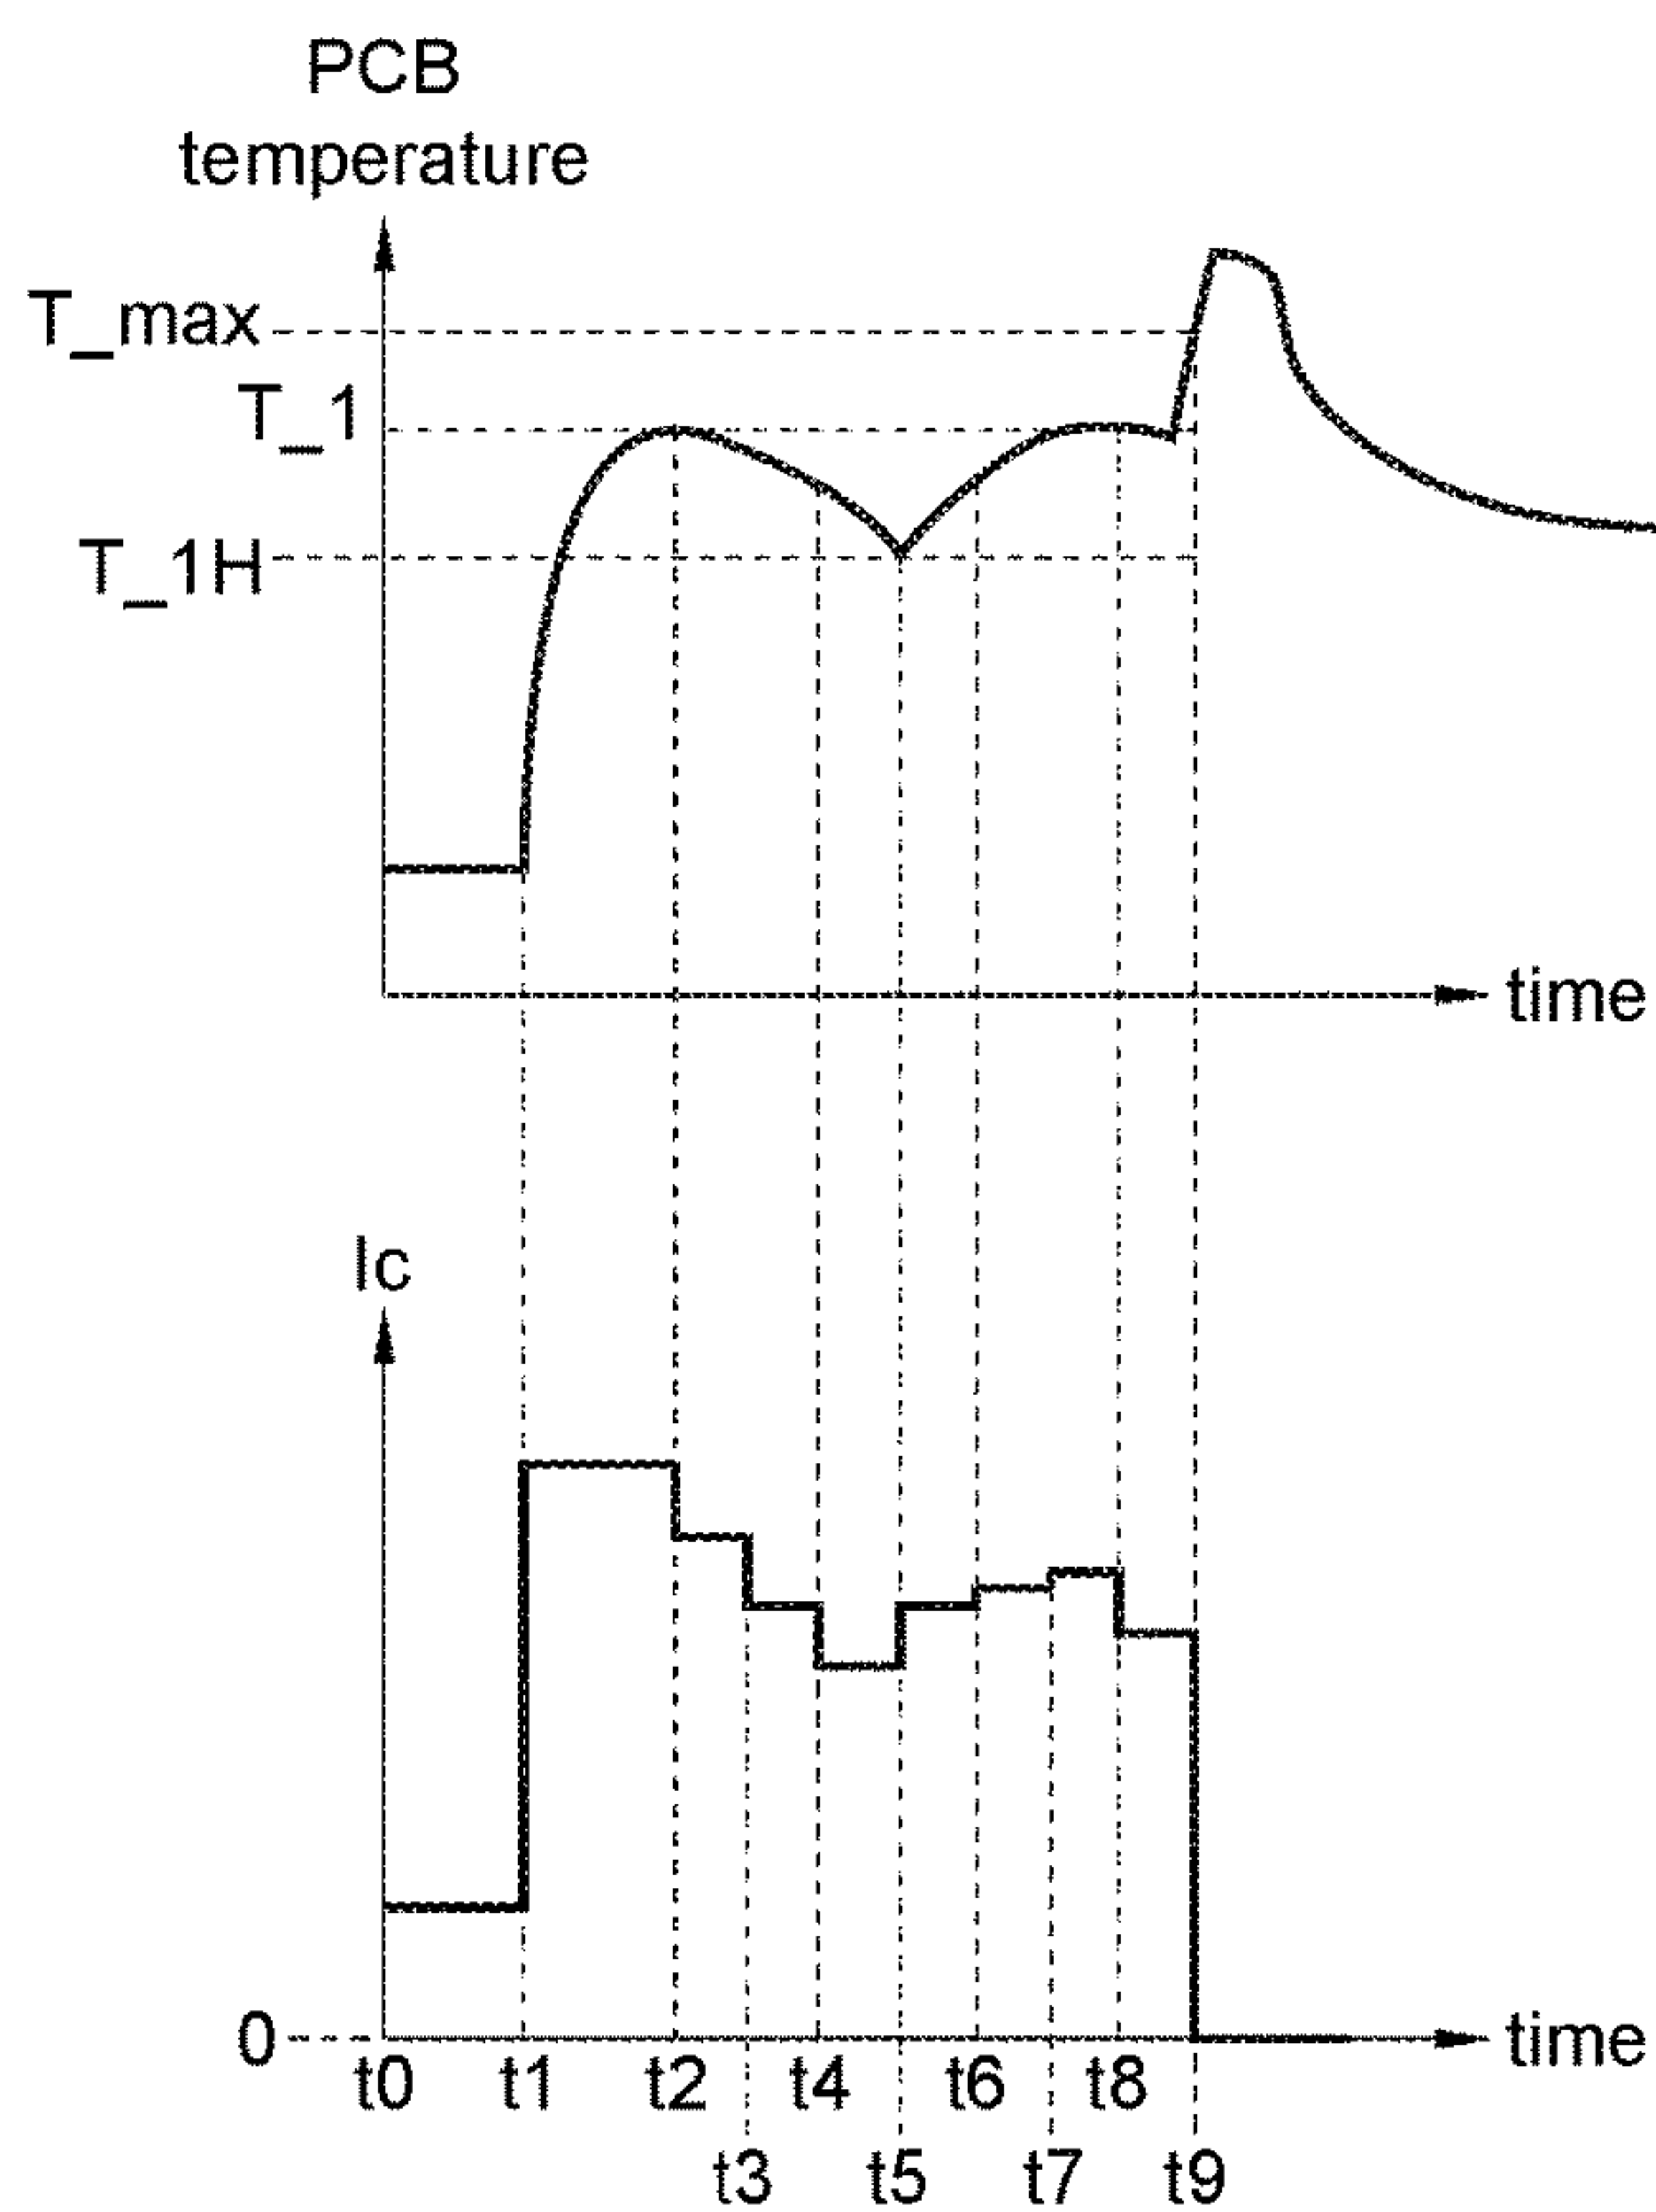 PCB
temperature
T_max
T_1
T_1H
time
Ic
0
time
t0 t1 t2 t4 t6 t8
t3 t5 t7 t9